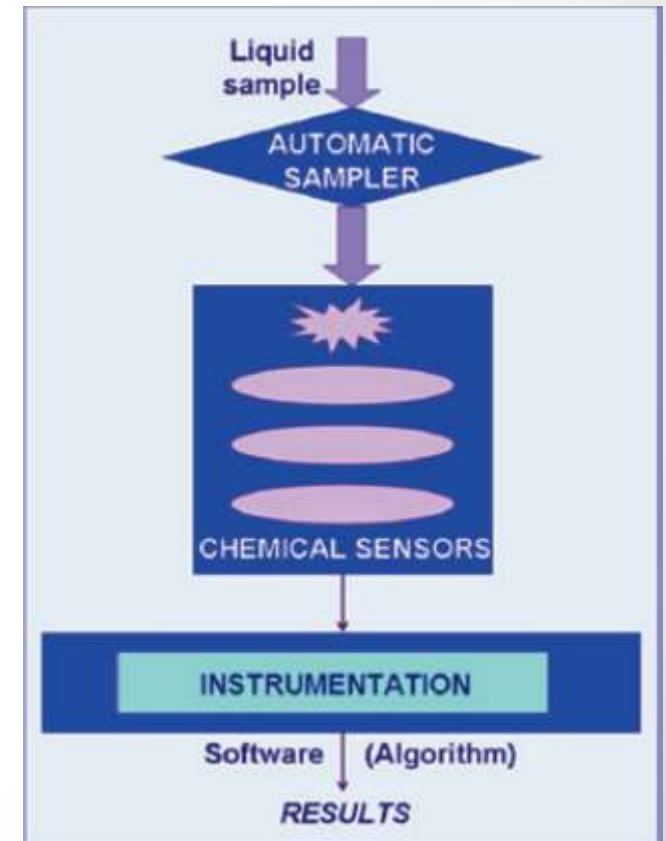 Liquid
sample
AUTOMATIC
SAMPLER
CHEMICAL SENSORS
INSTRUMENTATION
Software (Algorithm)
RESULTS